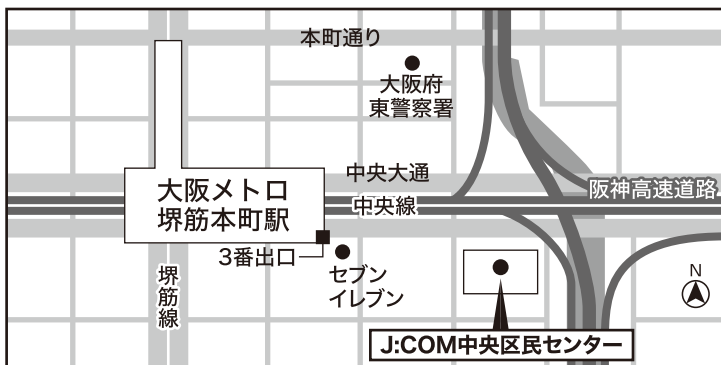 本町通り
大阪府
東警察署
中央大通
阪神高速道路
大阪メトロ
堺筋本町駅
中央線
3番出口
セブン
イレブン
堺筋線
N
J:COM中央区民センター